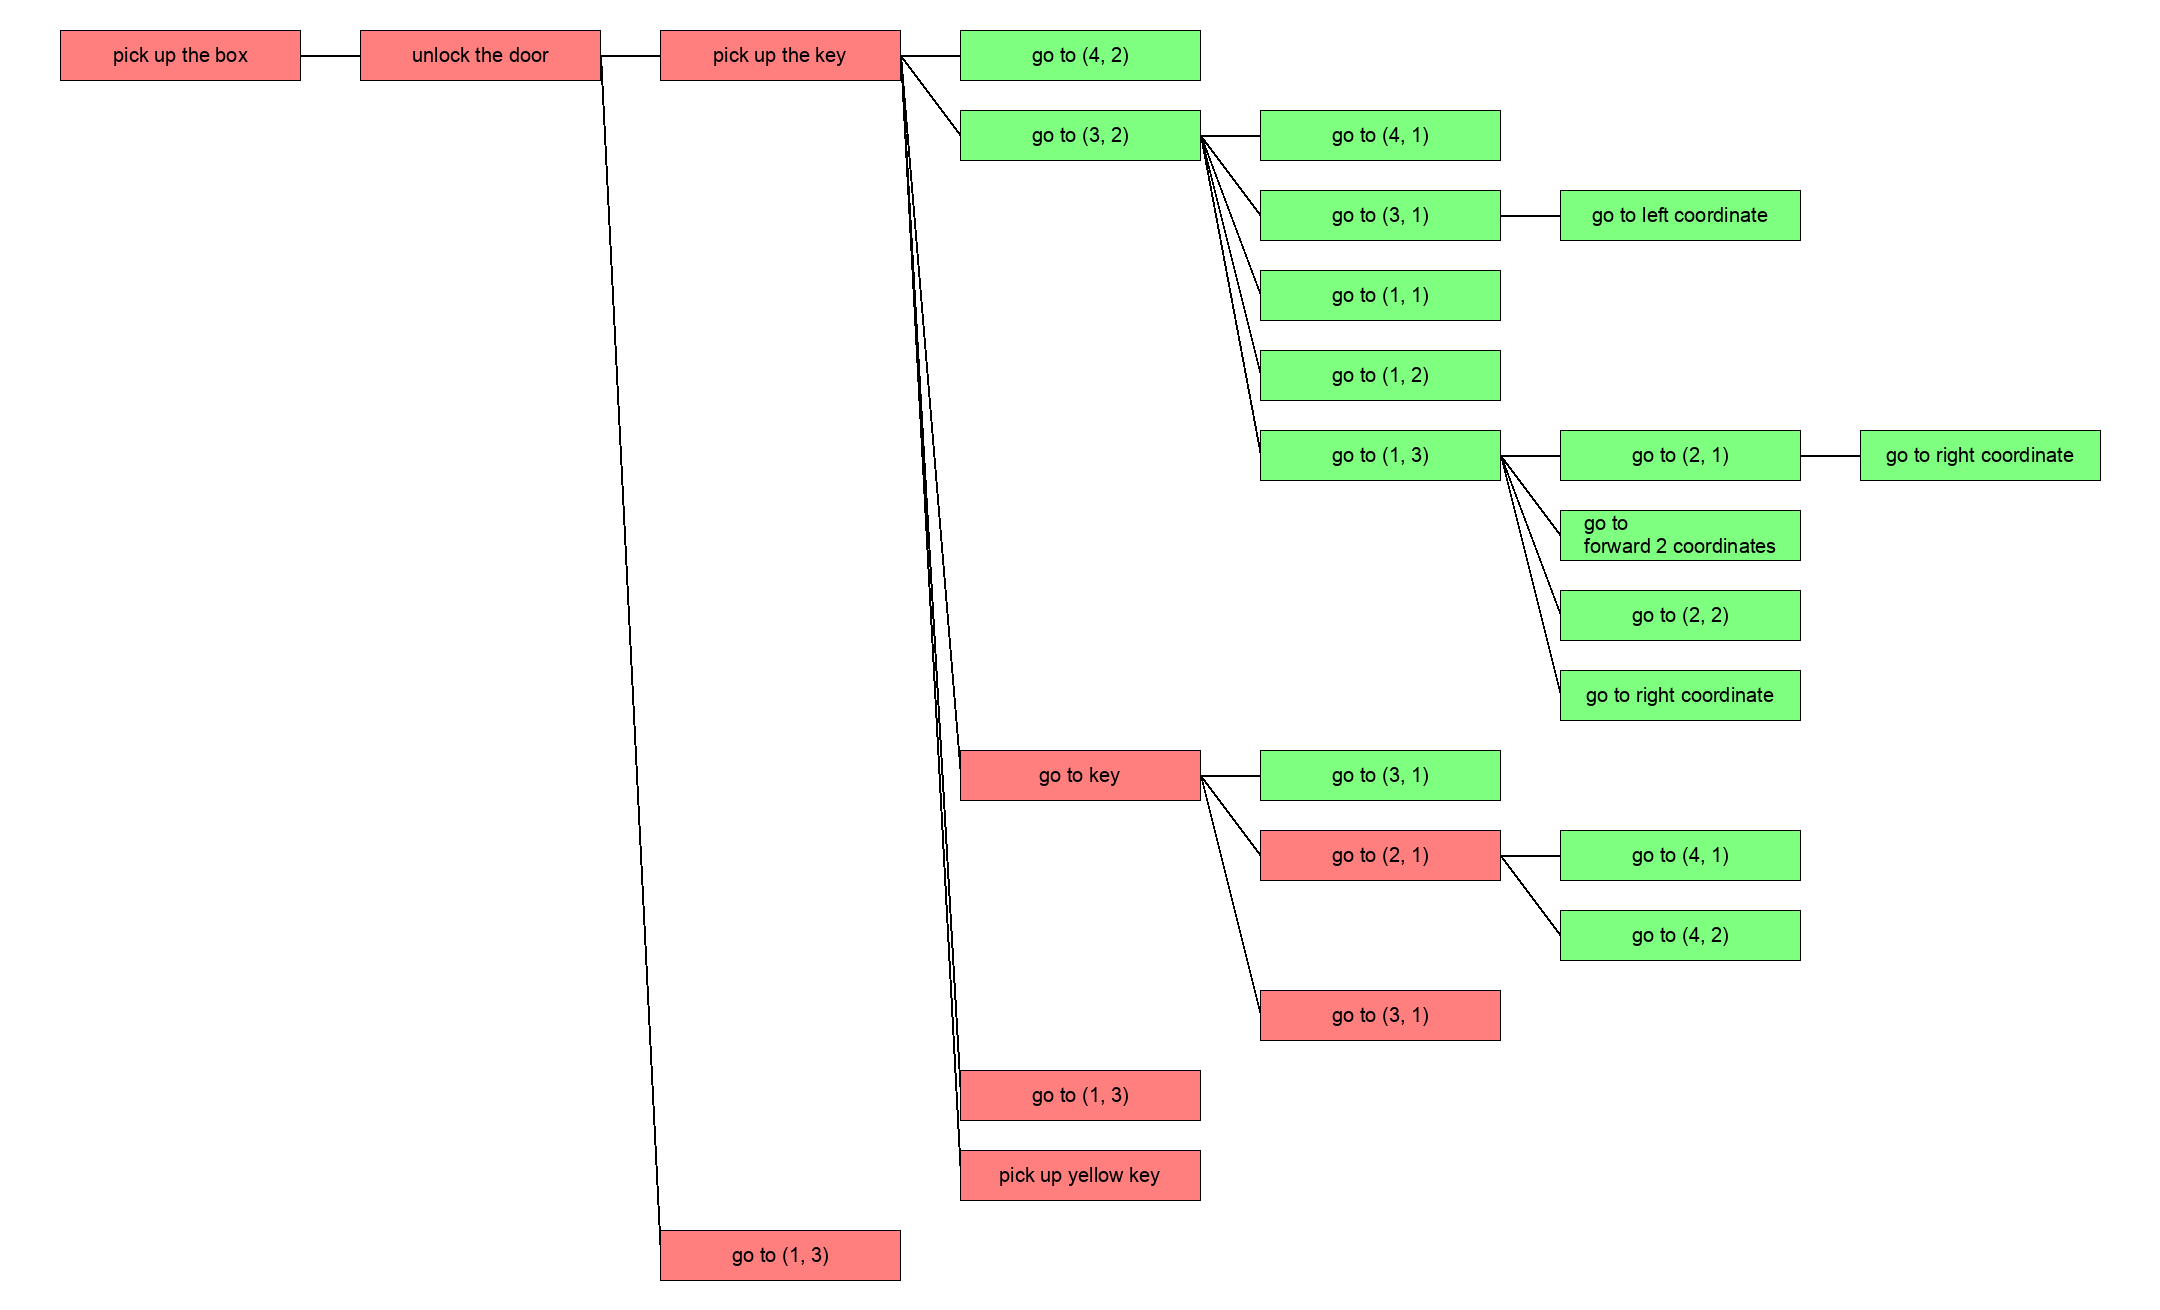 pick up the box
unlock the door
pick up the key
go to (4, 2)
go to (3, 2)
go to (4, 1)
go to (3, 1)
go to left coordinate
go to (1, 1)
go to (1, 2)
go to (1, 3)
go to (2, 1)
go to right coordinate
go to
forward 2 coordinates
go to (2, 2)
go to right coordinate
go to key
go to (3, 1)
go to (2, 1)
go to (4, 1)
go to (4, 2)
go to (3, 1)
go to (1, 3)
pick up yellow key
go to (1, 3)